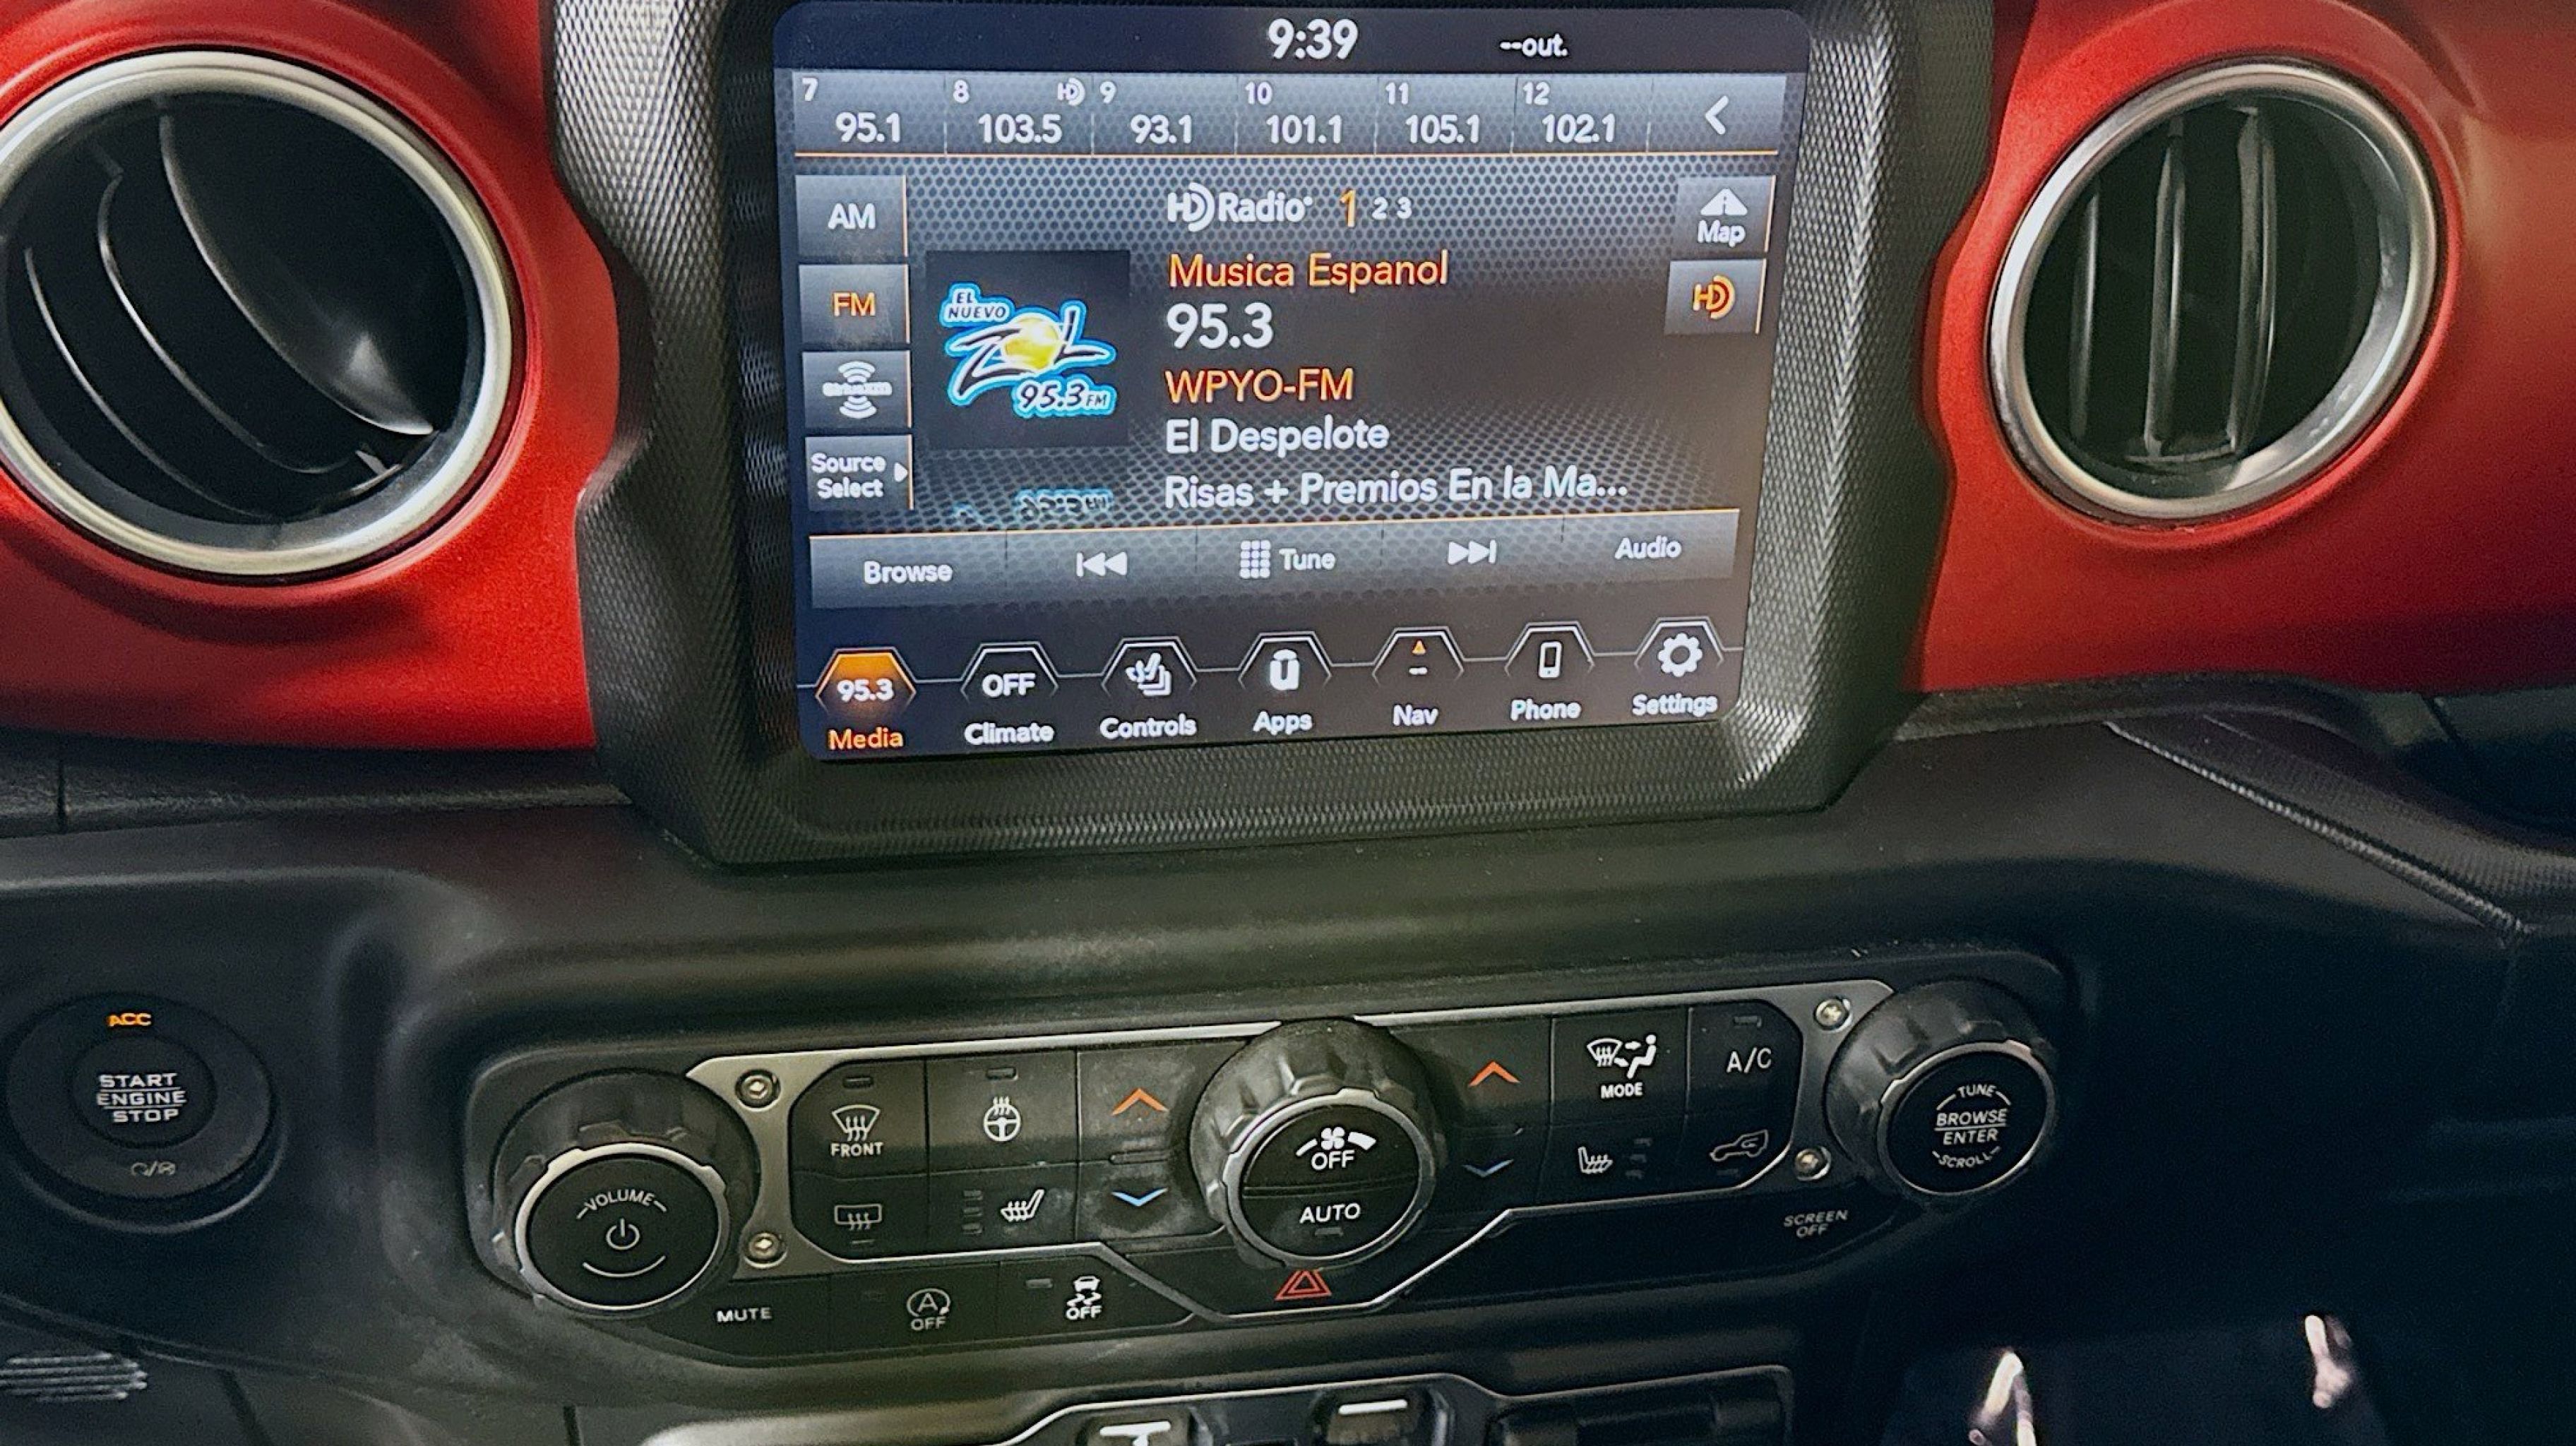 9:39 --out.
7 8 HD 9 10 11 12
95.1 103.5 93.1 101.1 105.1 102.1
AM
HD Radio 1 2 3
Map
FM
EL NUEVO
ZOL
95.3 FM
Musica Espanol
HD
95.3
WPYO-FM
El Despelote
Source
Select
Risas + Premios En la Ma...
Browse Tune Audio
95.3 OFF --
Media Climate Controls Apps Nav Phone Settings
ACC
START
ENGINE
STOP
VOLUME
FRONT
OFF
AUTO
MODE
A/C
TUNE
BROWSE
ENTER
SCROLL
SCREEN
OFF
MUTE
A
OFF
OFF